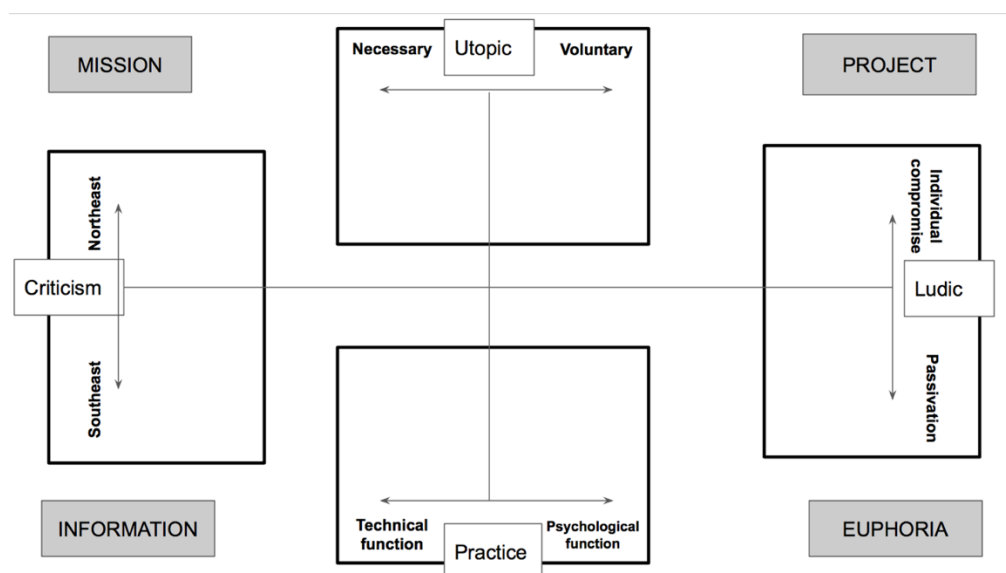 MISSION
Necessary
Utopic
Voluntary
PROJECT
Northeast
Criticism
Southeast
Individual
compromise
Ludic
Passivation
INFORMATION
Technical
function
Practice
Psychological
function
EUPHORIA